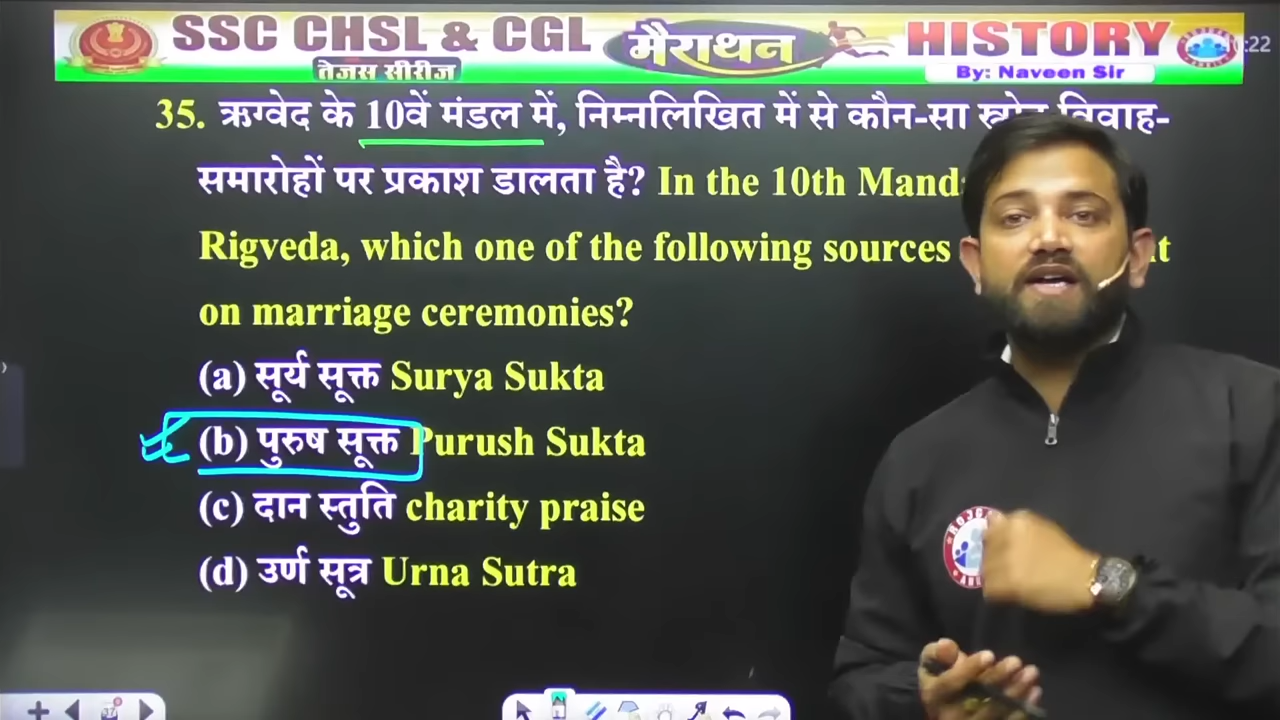 SSC CHSL & CGL मैराथन HISTORY
तेजस सीरीज By: Naveen Sir
:22
35. ऋग्वेद के 10वें मंडल में, निम्नलिखित में से कौन-सा विवाह-
समारोहों पर प्रकाश डालता है? In the 10th
Rigveda, which one of the following sources
on marriage ceremonies?
(a) सूर्य सूक्त Surya Sukta
(b) पुरुष सूक्त Purush Sukta
(c) दान स्तुति charity praise
(d) उर्ण सूत्र Urna Sutra